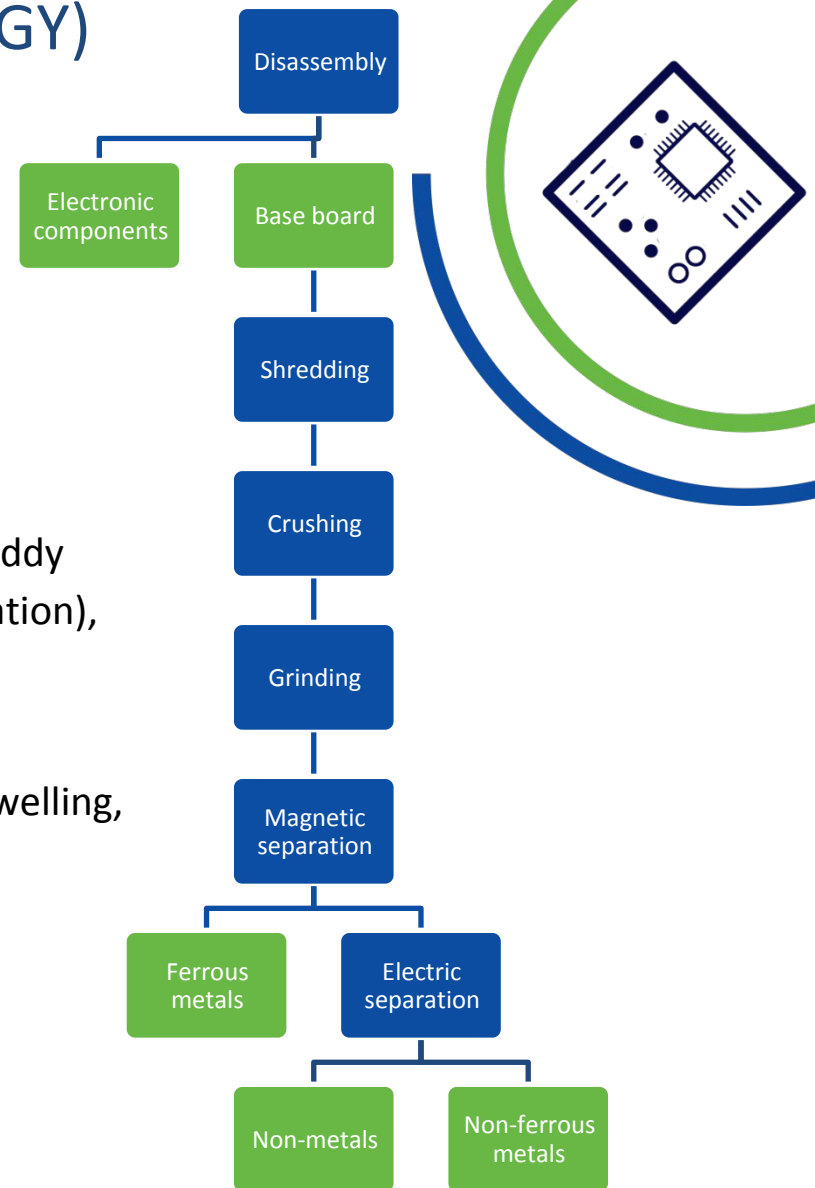 GY)
Disassembly
Electronic
components
Base board
Shredding
Crushing
ddy
ation),
Grinding
welling,
Magnetic
separation
Ferrous
metals
Electric
separation
Non-metals
Non-ferrous
metals